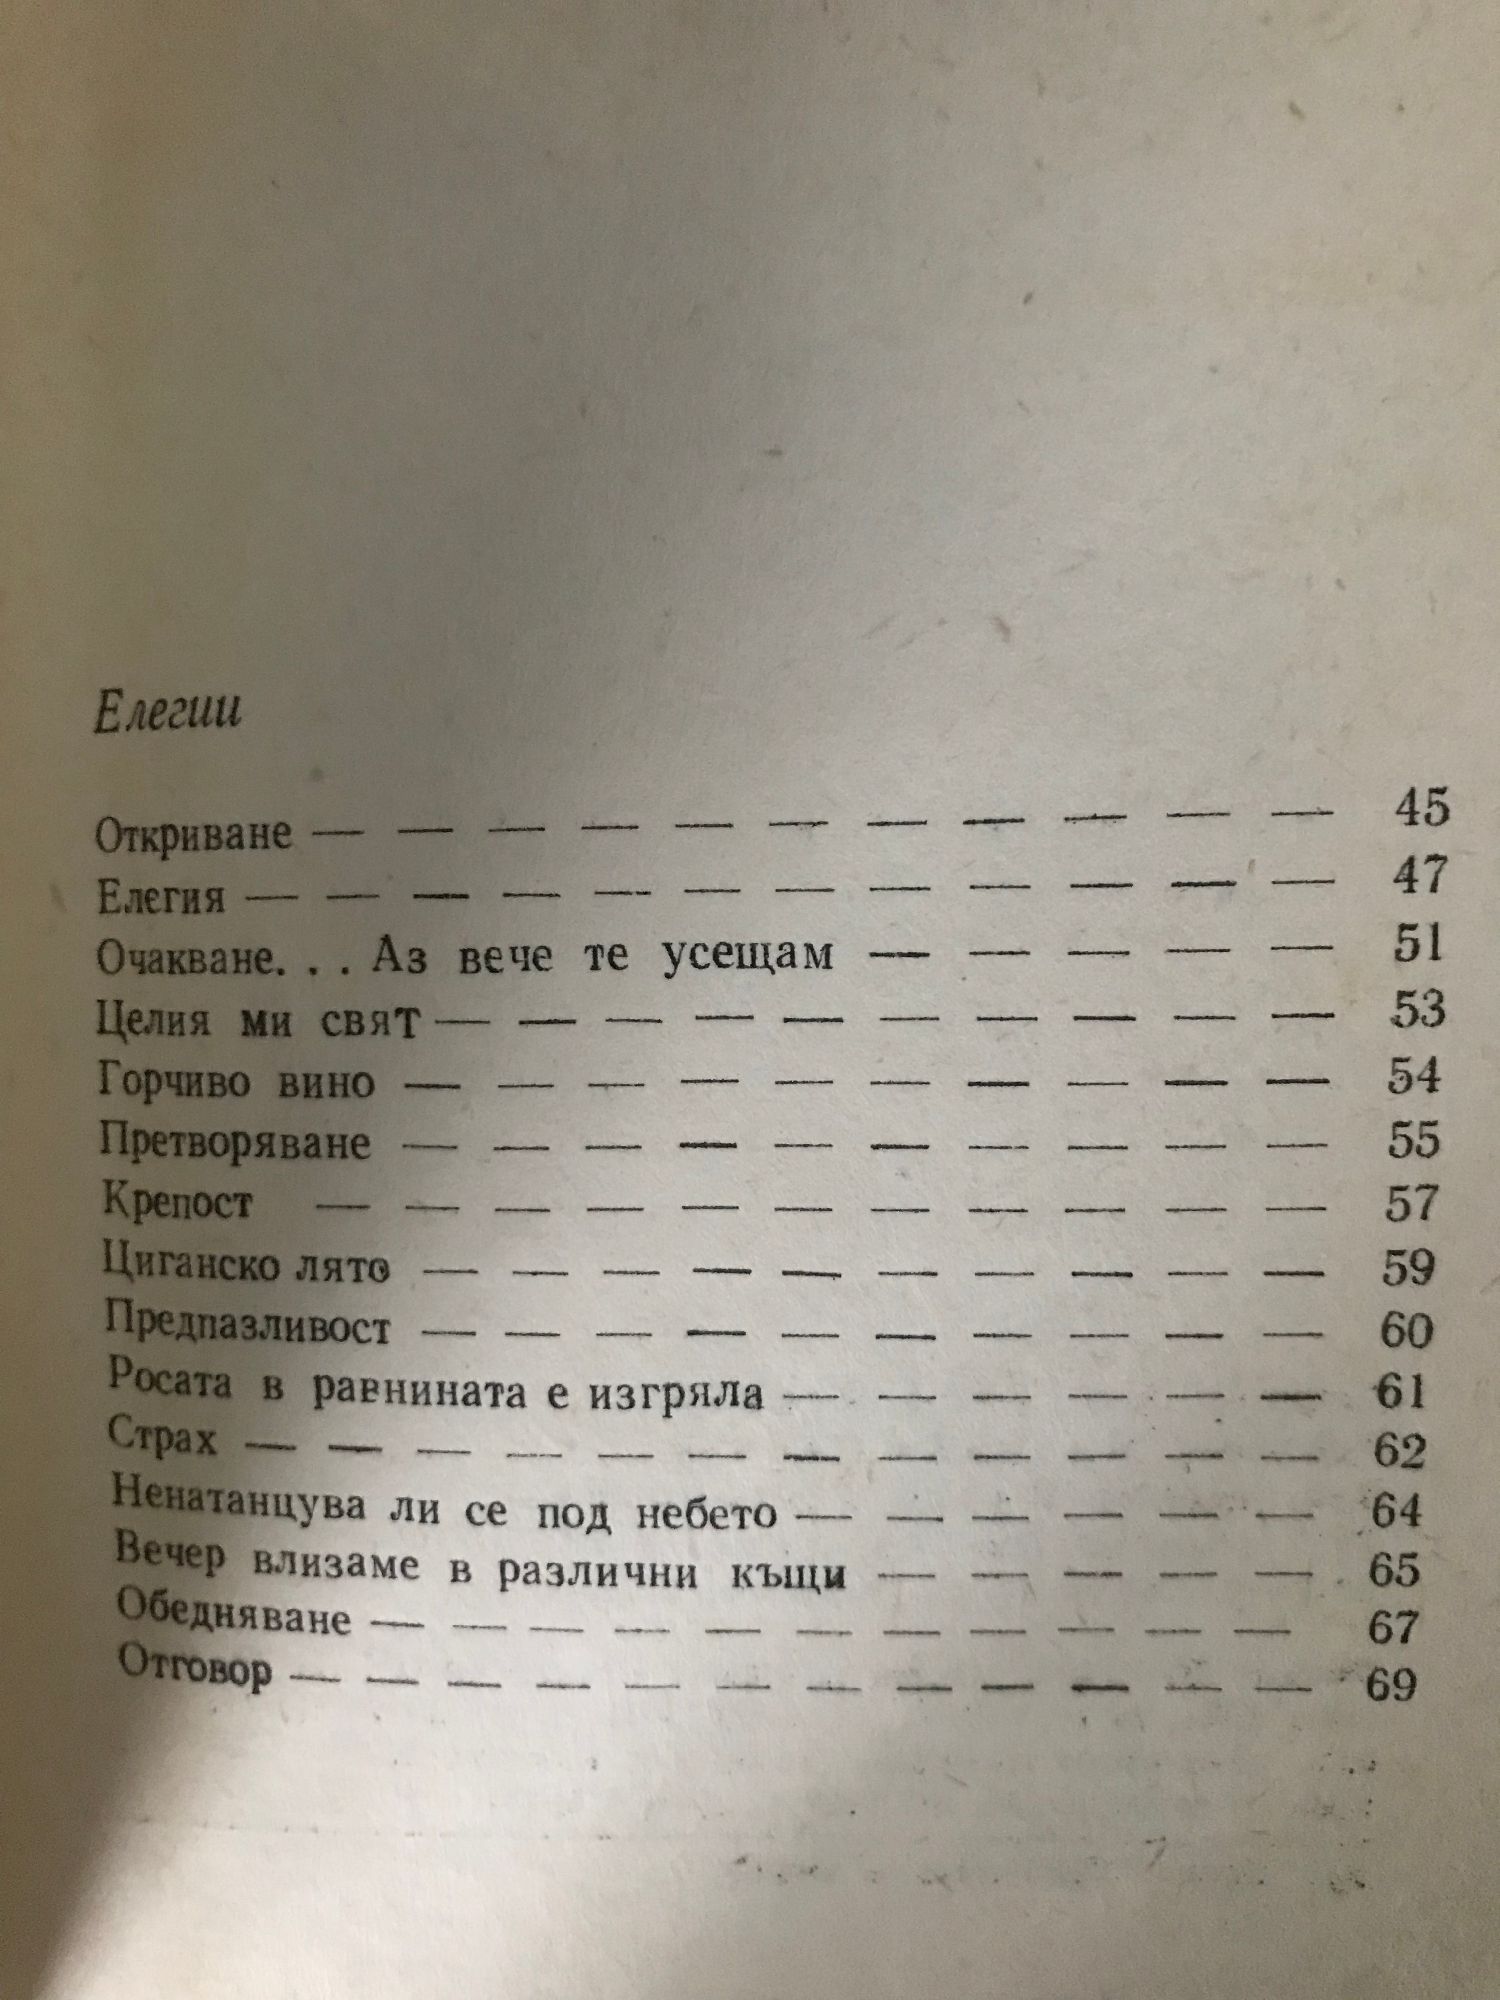 Елегии
Откриване — — — — — — — — — — — 45
Елегия — — — — — — — — — — — — 47
Очакване. . . Аз вече те усещам — — — — — 51
Целия ми свят — — — — — — — — — — 53
Горчиво вино — — — — — — — — — — 54
Претворяване — — — — — — — — — — 55
Крепост — — — — — — — — — — — 57
Циганско лято — — — — — — — — — — 59
Предпазливост — — — — — — — — — — 60
Росата в равнината е изгряла — — — — — — 61
Страх — — — — — — — — — — — — 62
Ненатанцува ли се под небето — — — — — — 64
Вечер влизаме в различни къщи — — — — — 65
Обедняване — — — — — — — — — — — 67
Отговор — — — — — — — — — — — — 69